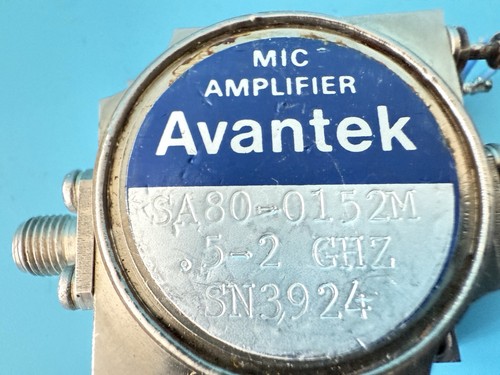 MIC
AMPLIFIER
Avantek
SA80-0152M
.5-2 GHZ
SN3924